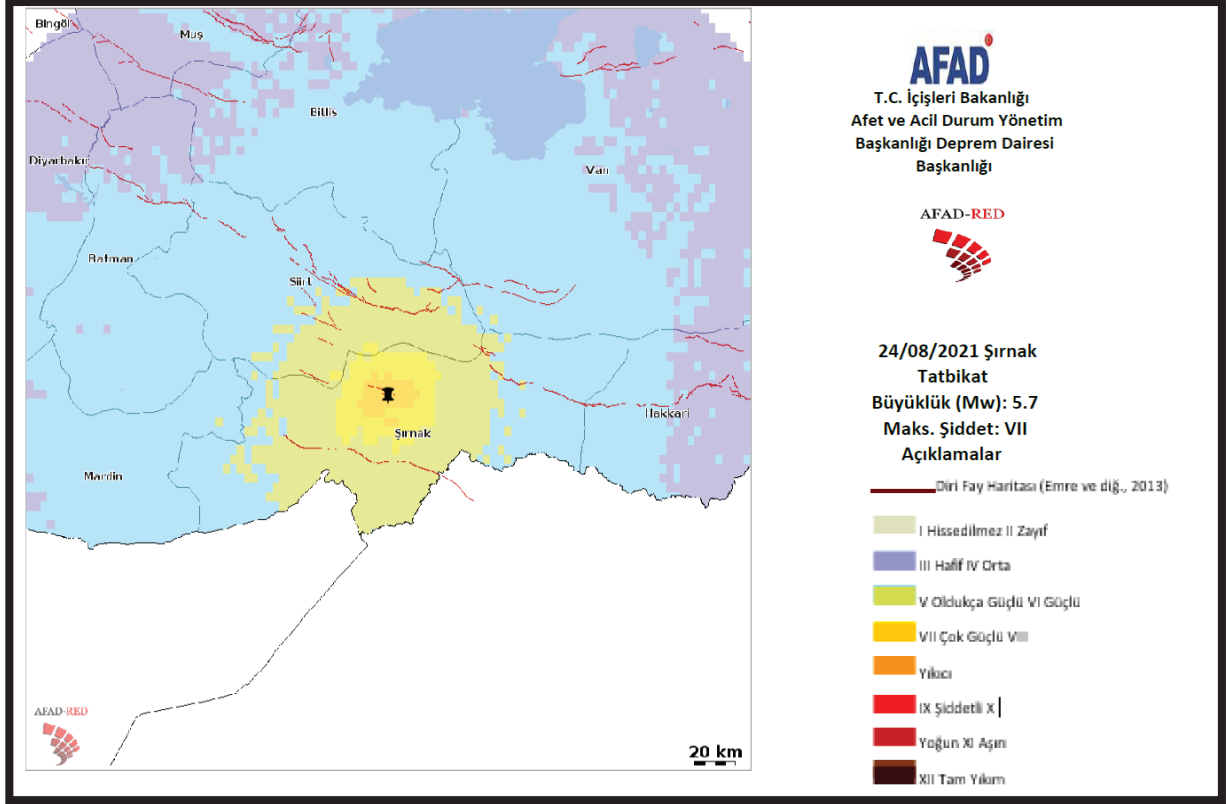 Bingöl
Muş
Bitlis
Diyarbakır
Van
Batman
Siirt
Hakkari
Şırnak
Mardin
AFAD-RED
20 km
AFAD
T.C. İçişleri Bakanlığı
Afet ve Acil Durum Yönetim
Başkanlığı Deprem Dairesi
Başkanlığı
AFAD-RED
24/08/2021 Şırnak
Tatbikat
Büyüklük (Mw): 5.7
Maks. Şiddet: VII
Açıklamalar
Diri Fay Haritası (Emre ve diğ., 2013)
I Hissedilmez II Zayıf
III Hafif IV Orta
V Oldukça Güçlü VI Güçlü
VII Çok Güçlü
Yıkıcı
IX Şiddetli X
Yoğun XI Aşırı
XII Tam Yıkım